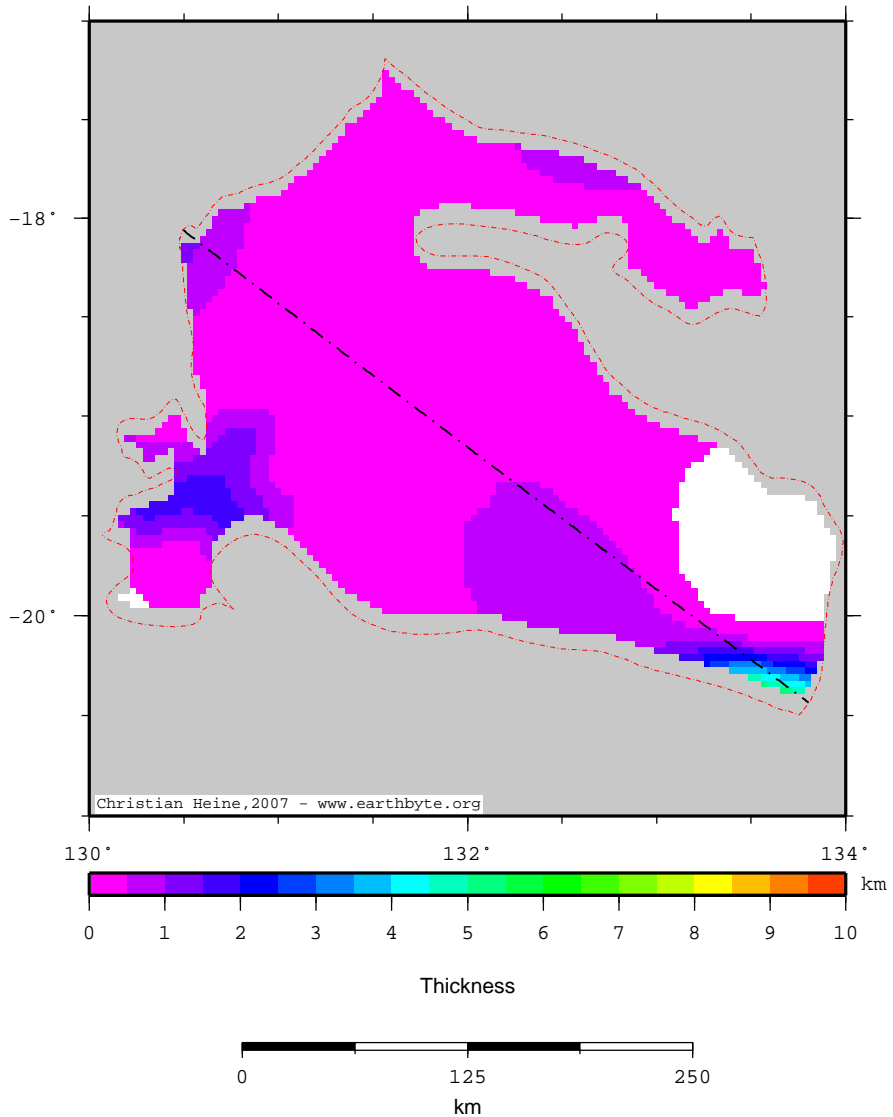 -18°
-20°
Christian Heine,2007 - www.earthbyte.org
130° 132° 134°
km
0 1 2 3 4 5 6 7 8 9 10
Thickness
0 125 250
km